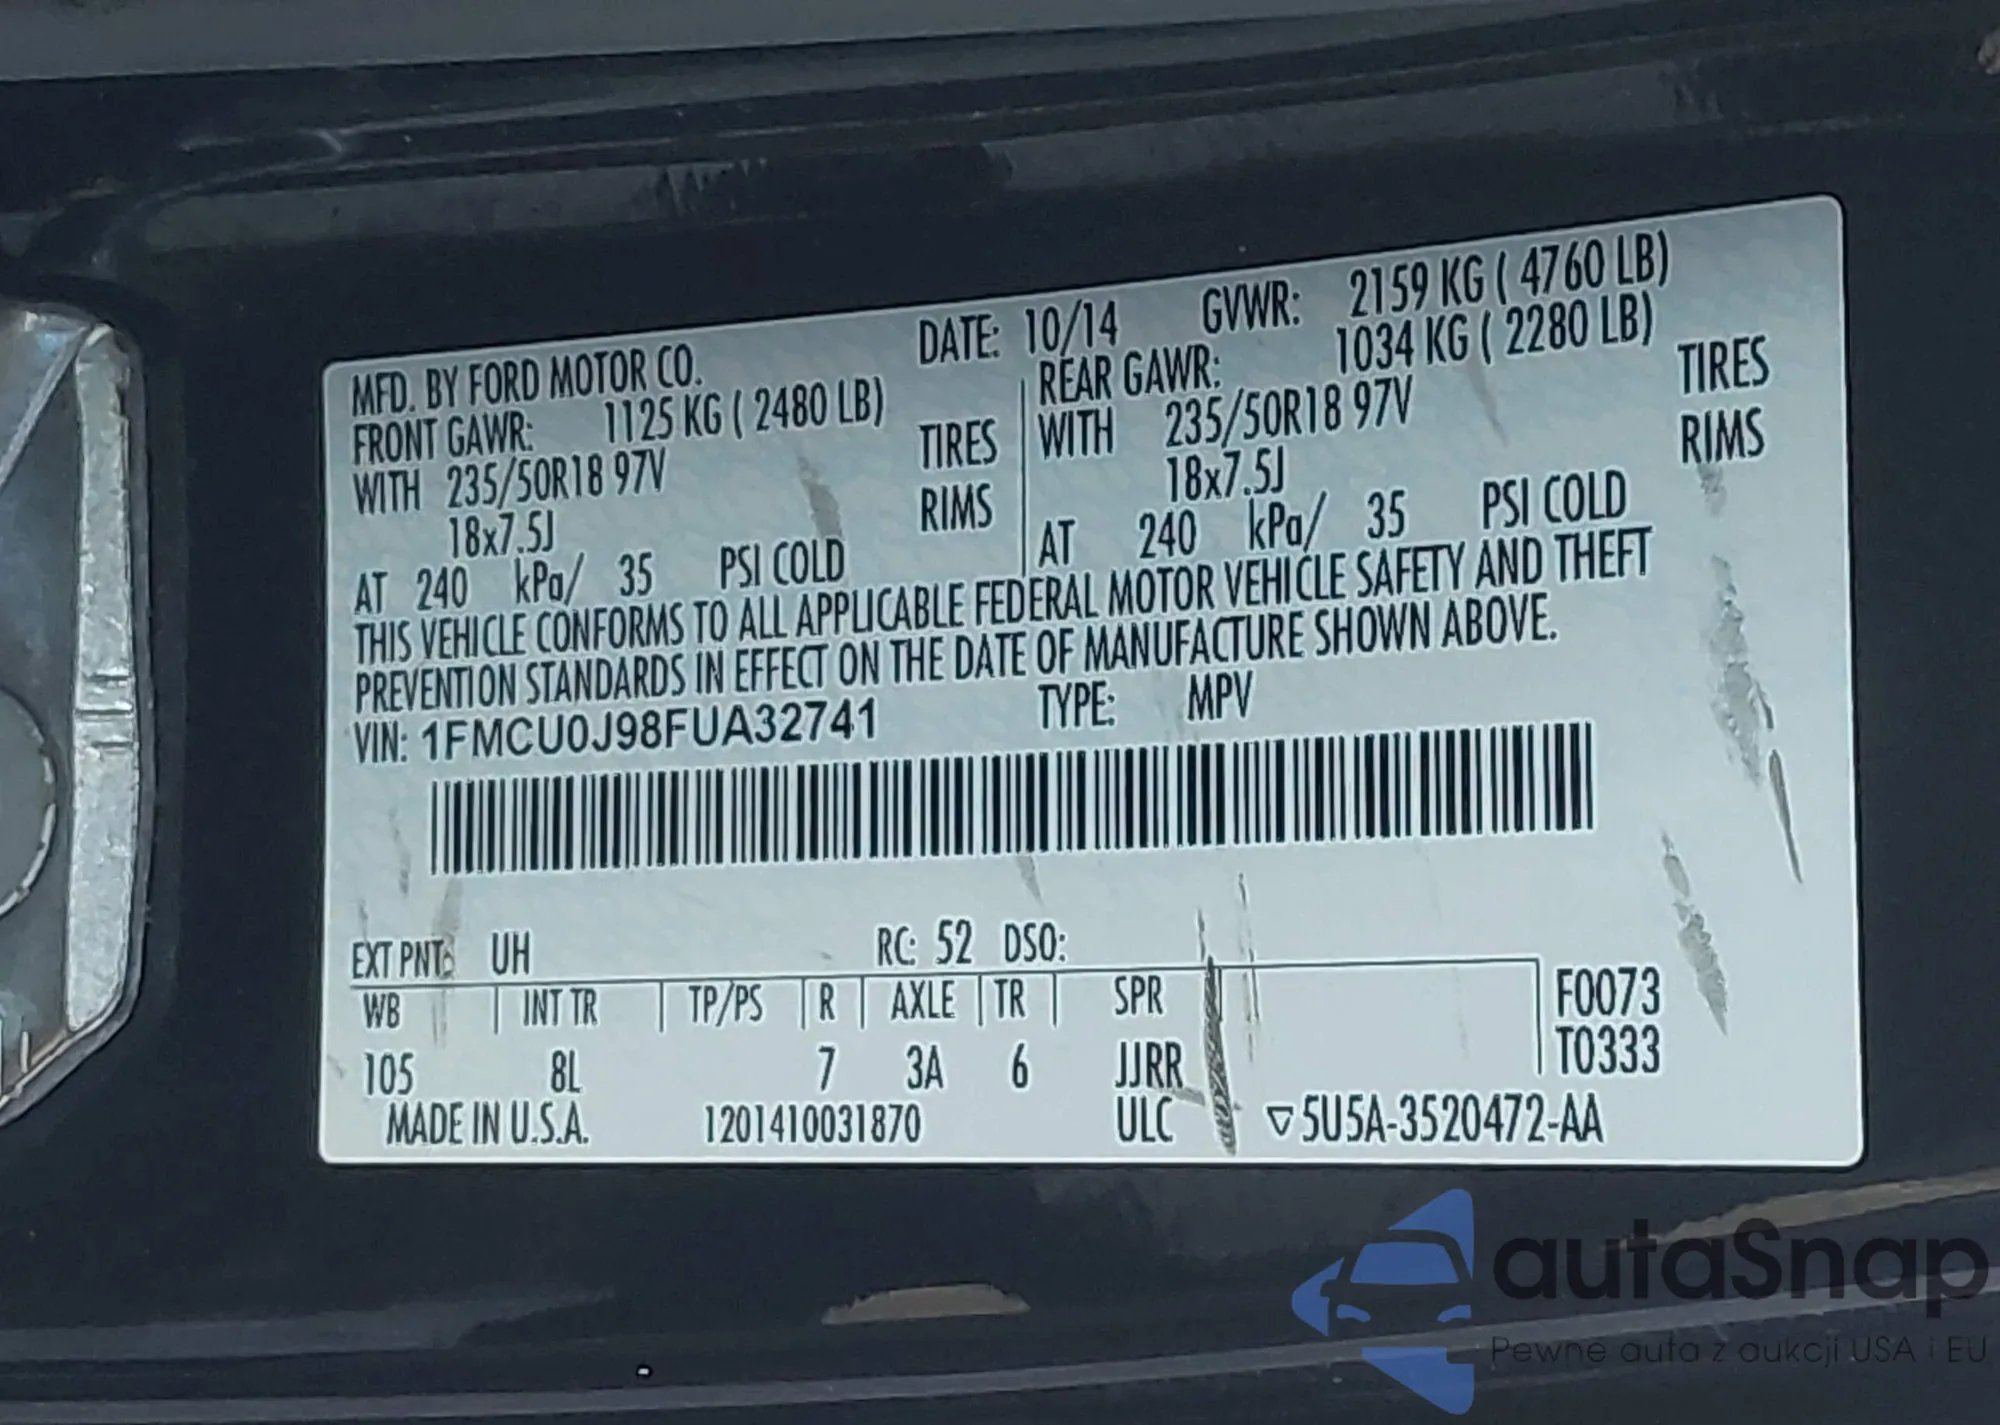 MFD. BY FORD MOTOR CO. DATE: 10/14 GVWR: 2159 KG ( 4760 LB)
FRONT GAWR: 1125 KG ( 2480 LB) REAR GAWR: 1034 KG ( 2280 LB)
WITH 235/50R18 97V TIRES WITH 235/50R18 97V TIRES
18x7.5J RIMS 18x7.5J RIMS
AT 240 kPa/ 35 PSI COLD AT 240 kPa/ 35 PSI COLD
THIS VEHICLE CONFORMS TO ALL APPLICABLE FEDERAL MOTOR VEHICLE SAFETY AND THEFT
PREVENTION STANDARDS IN EFFECT ON THE DATE OF MANUFACTURE SHOWN ABOVE.
VIN: 1FMCU0J98FUA32741 TYPE: MPV
EXT PNT: UH RC: 52 DSO:
WB INT TR TP/PS R AXLE TR SPR F0073
105 8L 7 3A 6 JJRR T0333
MADE IN U.S.A. 1201410031870 ULC ▽5U5A-3520472-AA
autaSnap
Pewne auta z aukcji USA i EU